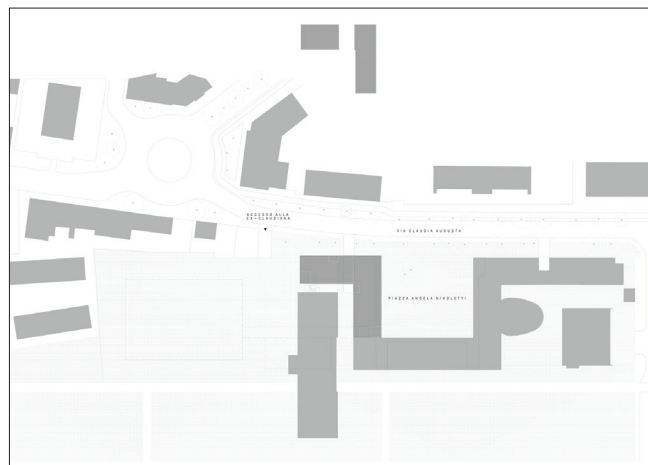 ACCESSO ALLA
EX-CLAUDIANA
VIA CLAUDIA AUGUSTA
PIAZZA ANGELA NIKOLETTI